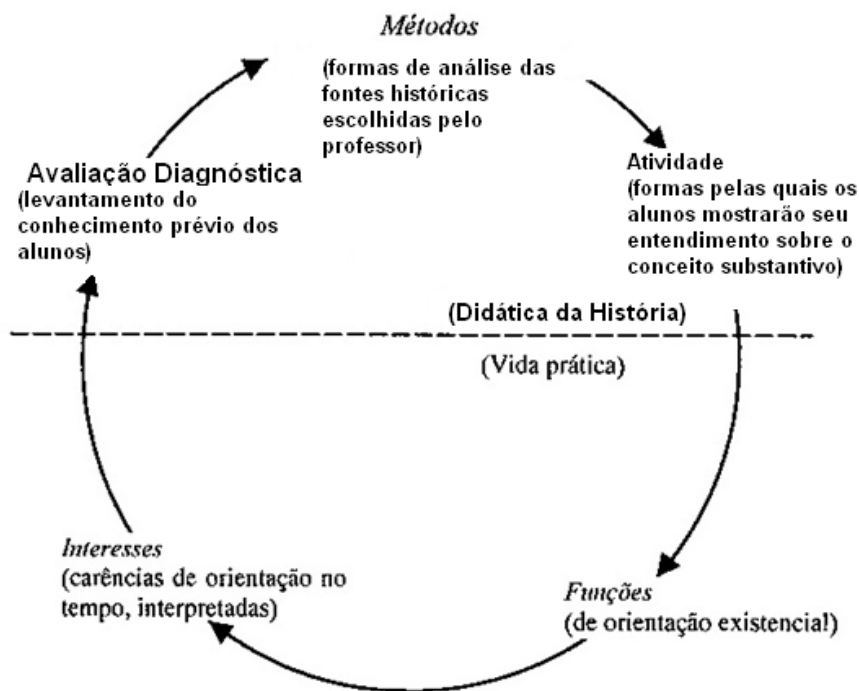 Métodos
(formas de análise das
fontes históricas
escolhidas pelo
professor)
Avaliação Diagnóstica
(levantamento do
conhecimento prévio dos
alunos)
Atividade
(formas pelas quais os
alunos mostrarão seu
entendimento sobre o
conceito substantivo)
(Didática da História)
(Vida prática)
Interesses
(carências de orientação no
tempo, interpretadas)
Funções
(de orientação existencial)